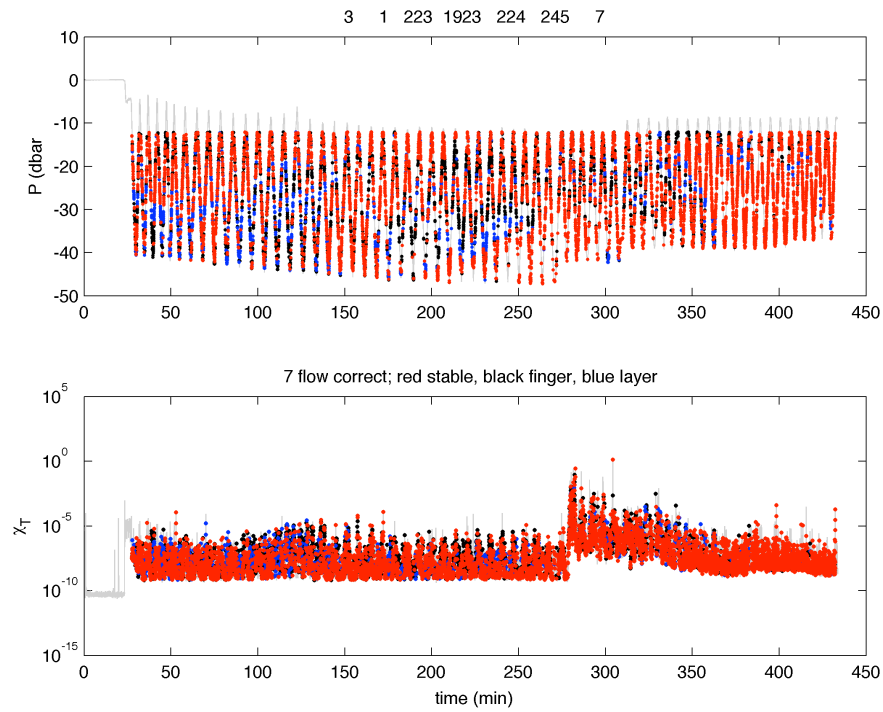 3 1 223 1923 224 245 7
10
0
-10
-20
-30
-40
-50
P (dbar
0 50 100 150 200 250 300 350 400 450
7 flow correct; red stable, black finger, blue layer
10^5
10^0
10^-5
10^-10
10^-15
χ_T
0 50 100 150 200 250 300 350 400 450
time (min)